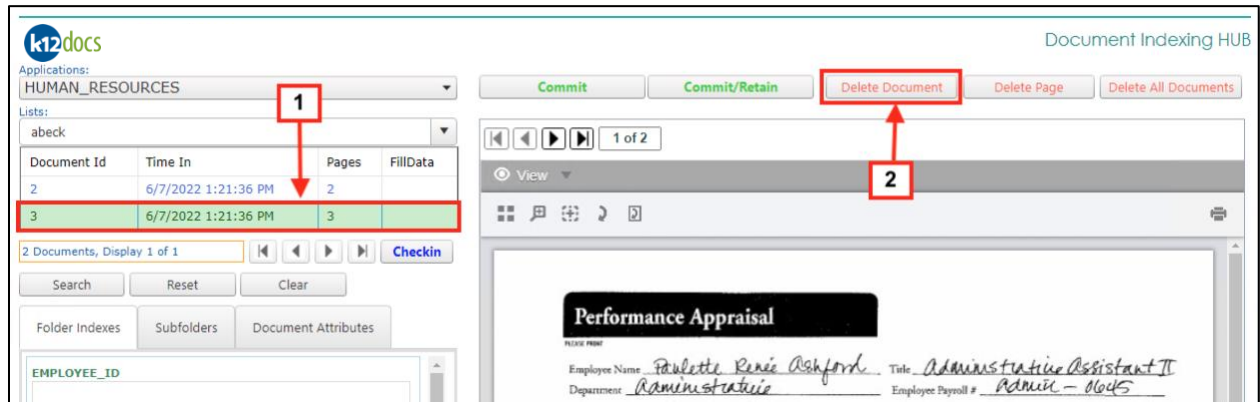 k12docs
Document Indexing HUB
Applications:
HUMAN_RESOURCES
Commit Commit/Retain Delete Document Delete Page Delete All Documents
1
Lists:
abeck
1 of 2
Document Id Time In Pages FillData
View
2
2 6/7/2022 1:21:36 PM 2
3 6/7/2022 1:21:36 PM 3
2 Documents, Display 1 of 1 Checkin
Search Reset Clear
Folder Indexes Subfolders Document Attributes
EMPLOYEE_ID
Performance Appraisal
PLEASE PRINT
Employee Name Paulette Renée Ashford Title Administrative Assistant II
Department Administrative Employee Payroll # Admin - 0645